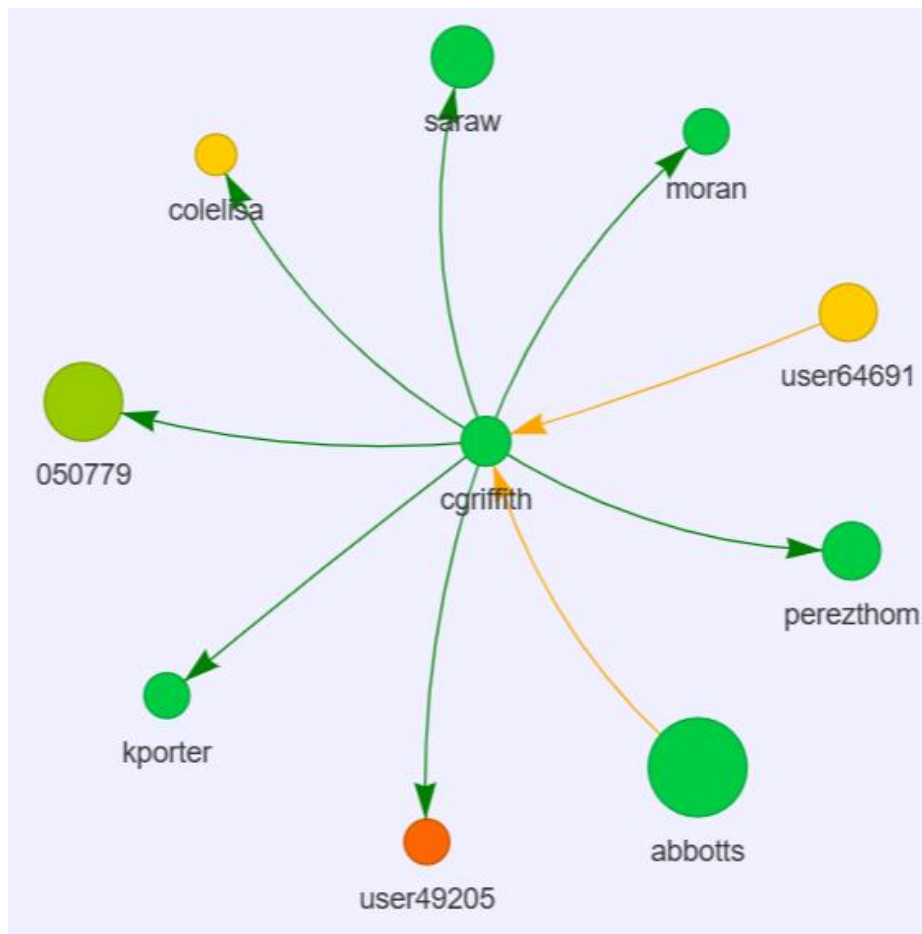 saraw
moran
colelisa
user64691
050779
cgriffith
perezthom
kporter
abbotts
user49205